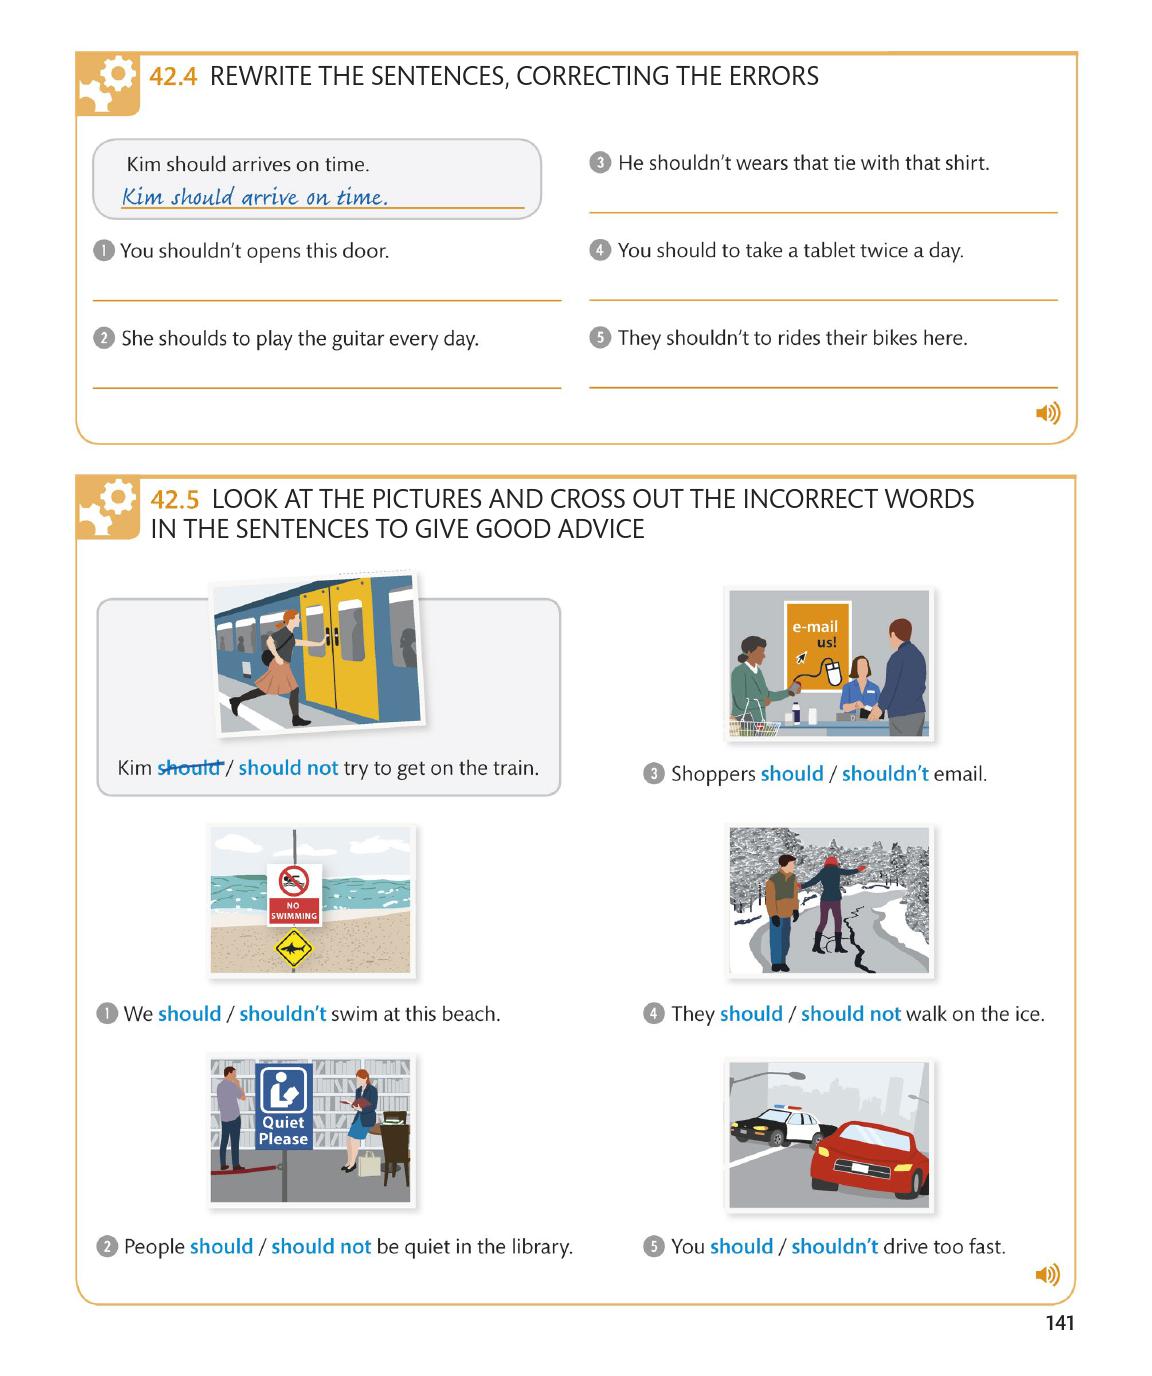 42.4 REWRITE THE SENTENCES, CORRECTING THE ERRORS
Kim should arrives on time.
Kim should arrive on time.
1 You shouldn't opens this door.
2 She shoulds to play the guitar every day.
3 He shouldn't wears that tie with that shirt.
4 You should to take a tablet twice a day.
5 They shouldn't to rides their bikes here.
42.5 LOOK AT THE PICTURES AND CROSS OUT THE INCORRECT WORDS
IN THE SENTENCES TO GIVE GOOD ADVICE
Kim should / should not try to get on the train.
NO
SWIMMING
1 We should / shouldn't swim at this beach.
Quiet
Please
2 People should / should not be quiet in the library.
e-mail
us!
3 Shoppers should / shouldn't email.
4 They should / should not walk on the ice.
5 You should / shouldn't drive too fast.
141